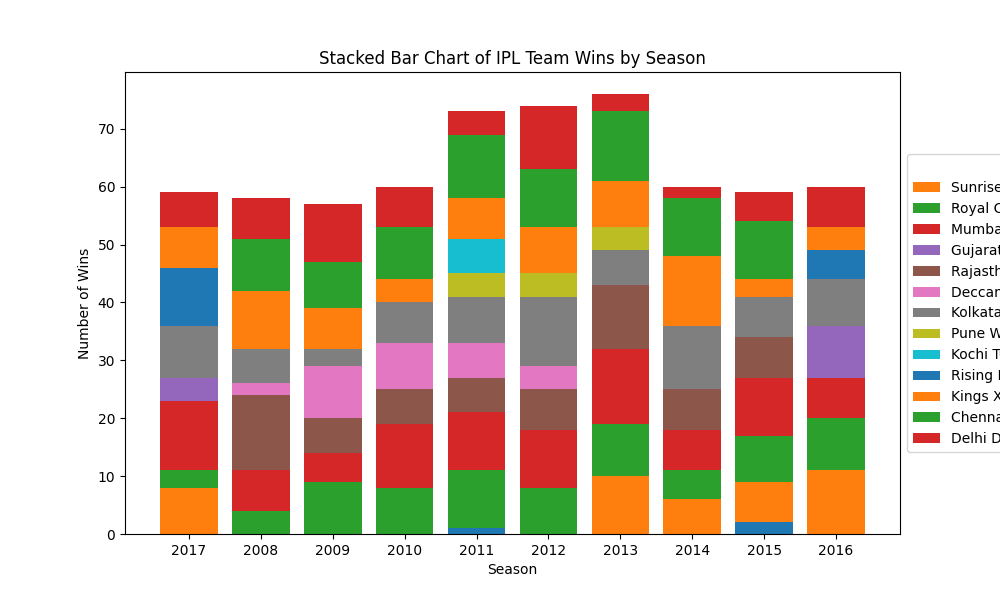 Stacked Bar Chart of IPL Team Wins by Season
Number of Wins
70
60
50
40
30
20
10
0
2017 2008 2009 2010 2011 2012 2013 2014 2015 2016
Season
Sunrise
Royal C
Mumba
Gujarat
Rajasth
Deccan
Kolkata
Pune W
Kochi T
Rising
Kings X
Chenna
Delhi D